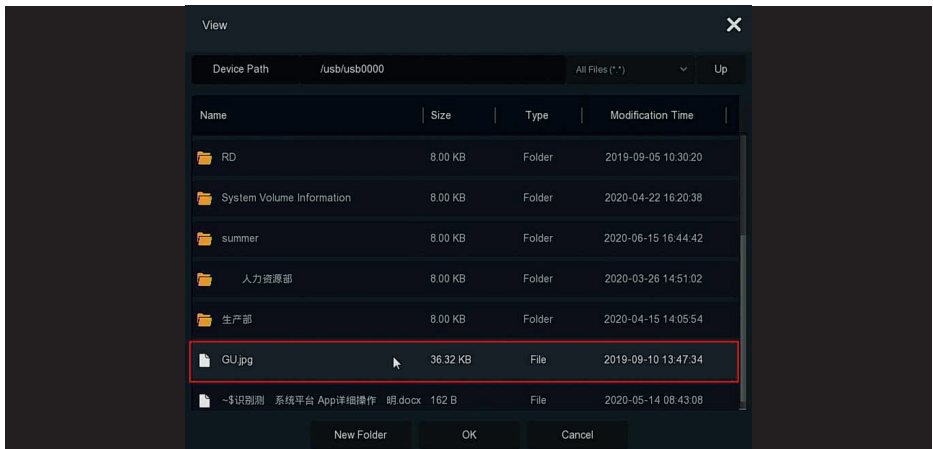 View
Device Path /usb/usb0000 All Files (*.*) Up
Name Size Type Modification Time
RD 8.00 KB Folder 2019-09-05 10:30:20
System Volume Information 8.00 KB Folder 2020-04-22 16:20:38
summer 8.00 KB Folder 2020-06-15 16:44:42
人力资源部 8.00 KB Folder 2020-03-26 14:51:02
生产部 8.00 KB Folder 2020-04-15 14:05:54
GU.jpg 36.32 KB File 2019-09-10 13:47:34
~$识别测 系统平台 App详细操作 明.docx 162 B File 2020-05-14 08:43:08
New Folder OK Cancel